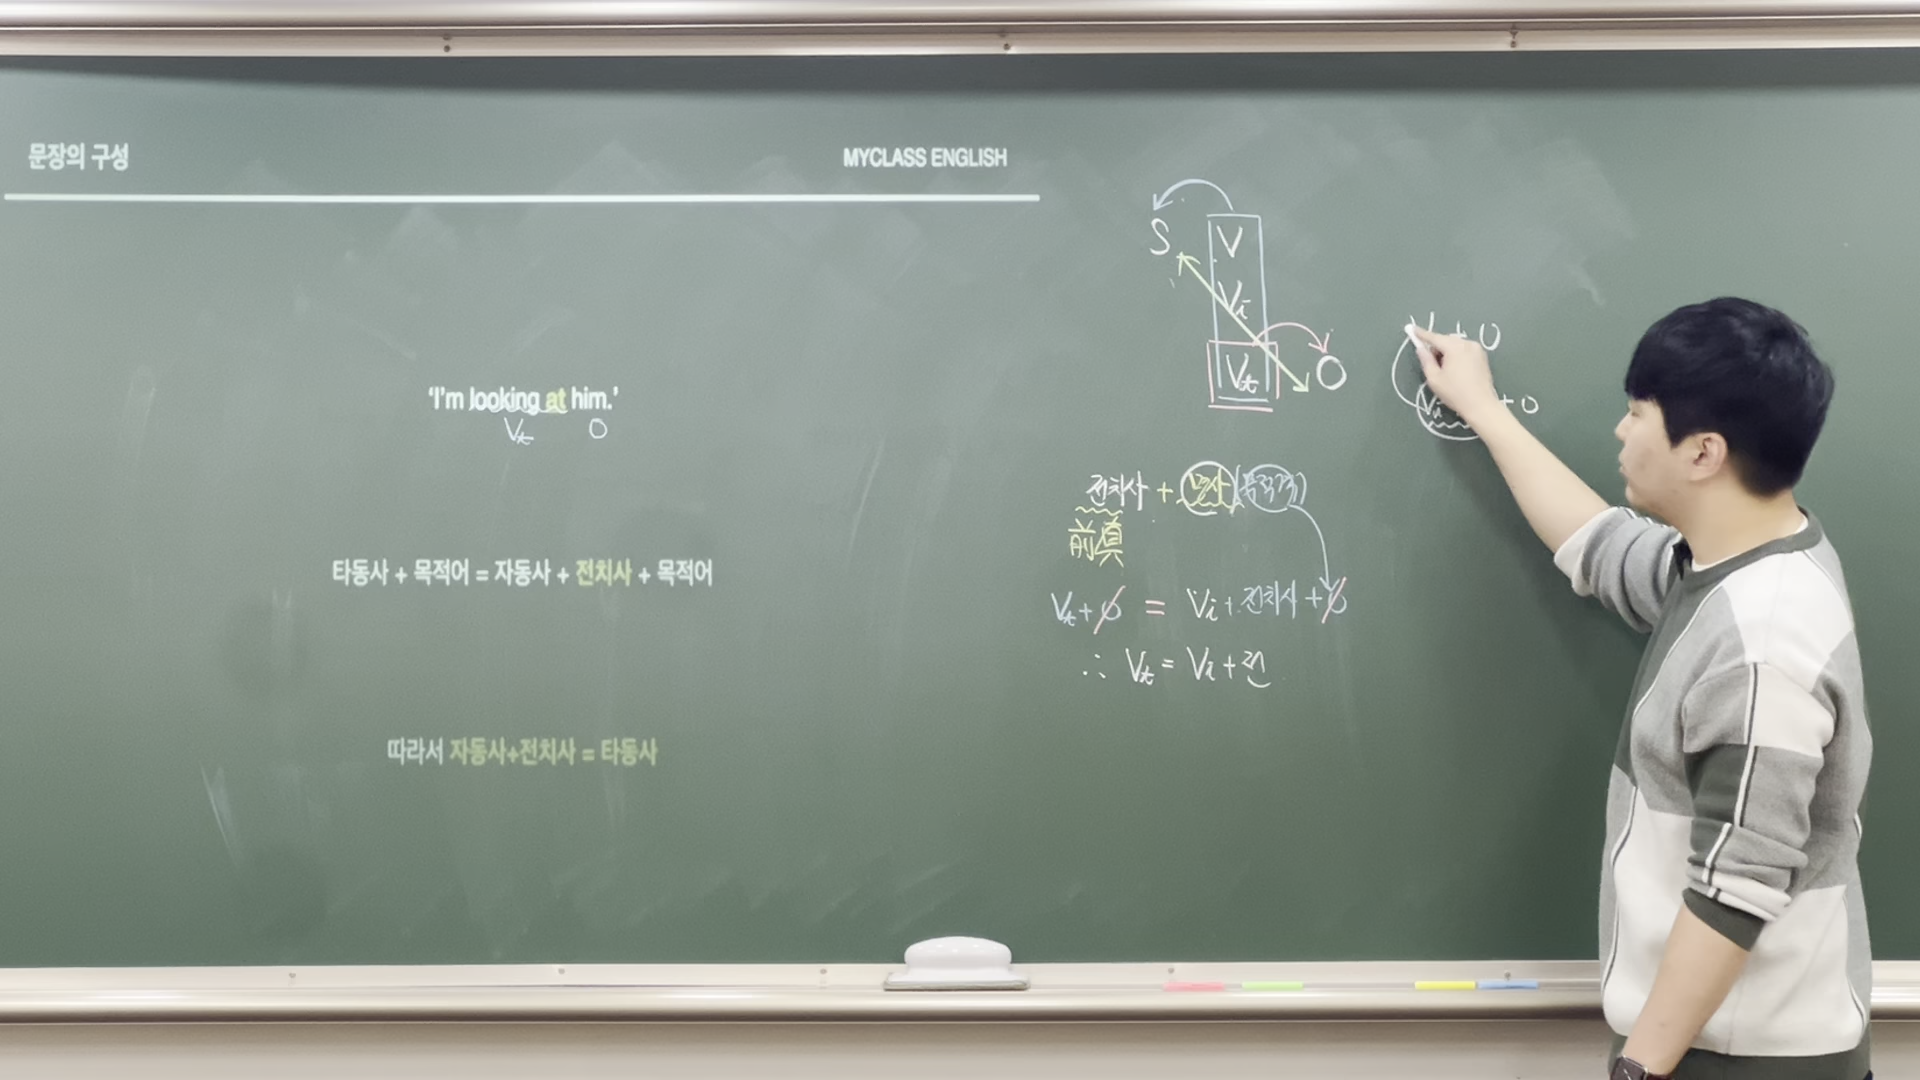 문장의 구성
MYCLASS ENGLISH
'I'm looking at him.'
Vt O
타동사 + 목적어 = 자동사 + 전치사 + 목적어
따라서 자동사+전치사 = 타동사
S V
Vi
Vt O
전치사 + 명사(목적격)
前置
Vt + O = Vi + 전치사 + O
∴ Vt = Vi + 전
+ O
Vi + O